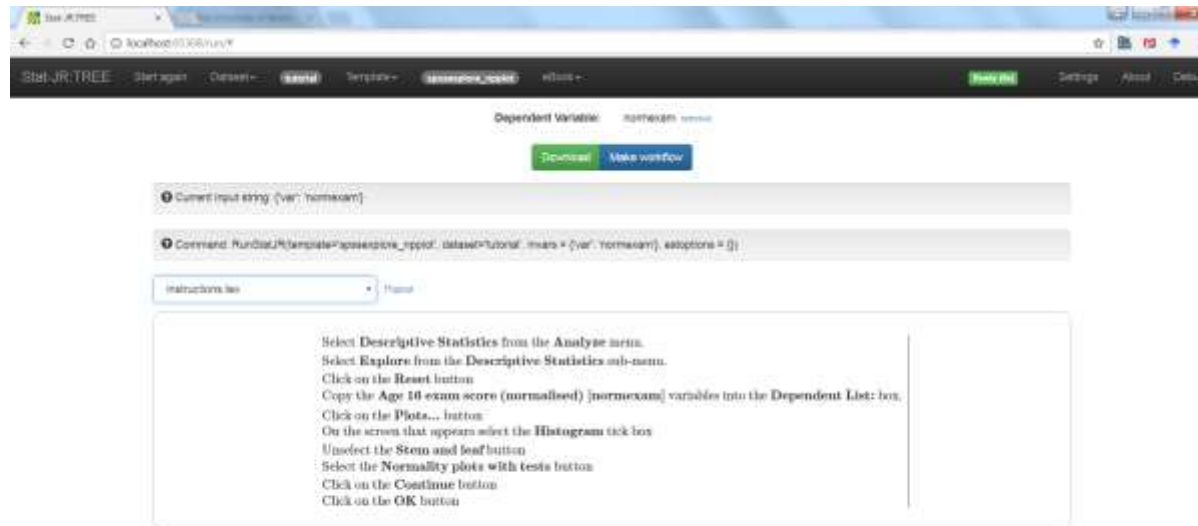 Stat-JR:TREE
localhost
Stat-JR:TREE Start again Dataset tutorial Template spssexplore_npplot eBook Settings About
Dependent Variable: normexam remove
Download Make workflow
Current input string: {'var': 'normexam'}
Command: RunStatJR(template='spssexplore_npplot', dataset='tutorial', invars = {'var': 'normexam'}, estoptions = {})
instructions.tex Popout
Select Descriptive Statistics from the Analyse menu.
Select Explore from the Descriptive Statistics sub-menu.
Click on the Reset button
Copy the Age 16 exam score (normalised) [normexam] variables into the Dependent List: box.
Click on the Plots... button
On the screen that appears select the Histogram tick box
Unselect the Stem and leaf button
Select the Normality plots with tests button
Click on the Continue button
Click on the OK button